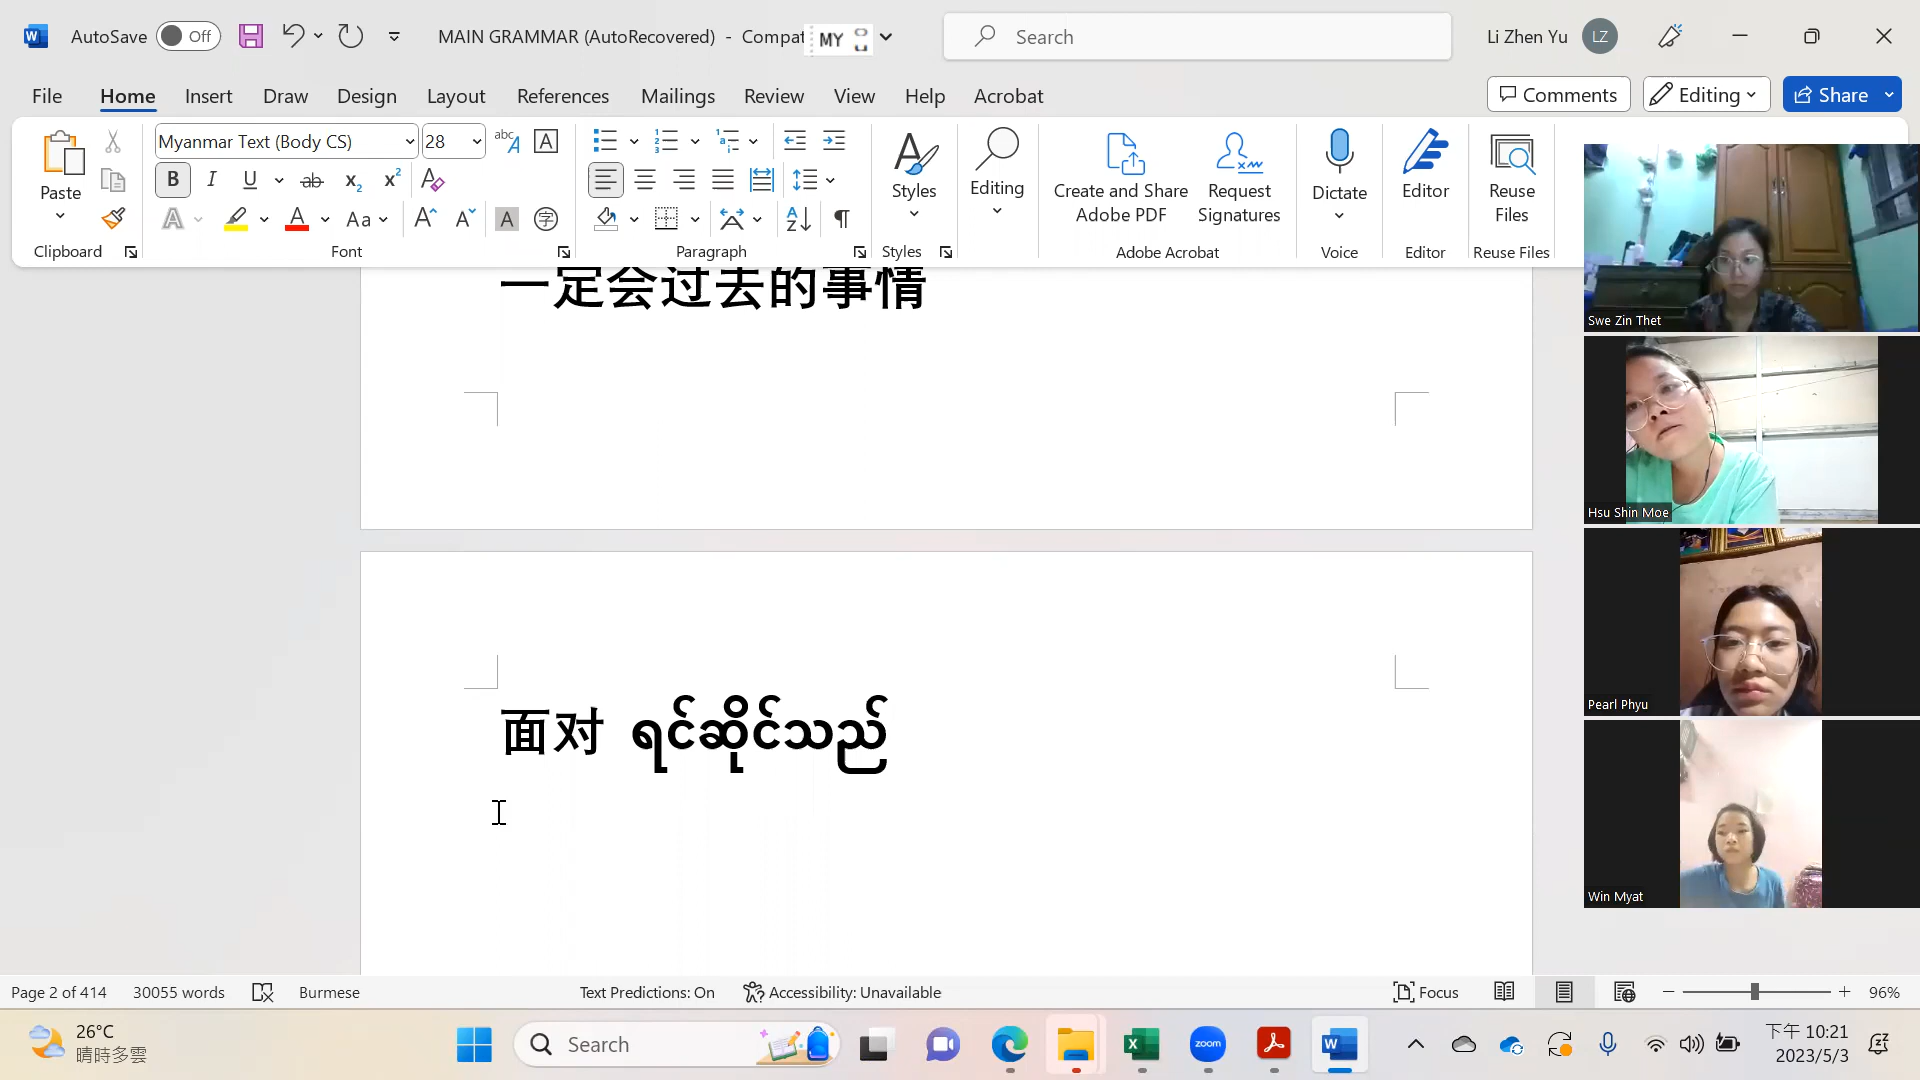 AutoSave Off MAIN GRAMMAR (AutoRecovered) - Compat MY Search Li Zhen Yu LZ
File Home Insert Draw Design Layout References Mailings Review View Help Acrobat Comments Editing Share
Myanmar Text (Body CS) 28
Paste
Clipboard
Font
Paragraph
Styles
Styles
Editing
Create and Share Adobe PDF
Request Signatures
Adobe Acrobat
Dictate
Voice
Editor
Editor
Reuse Files
Reuse Files
一定会过去的事情
面对 ရင်ဆိုင်သည်
Swe Zin Thet
Hsu Shin Moe
Pearl Phyu
Win Myat
Page 2 of 414 30055 words Burmese Text Predictions: On Accessibility: Unavailable Focus 96%
26°C
晴時多雲
Search
zoom
下午 10:21
2023/5/3